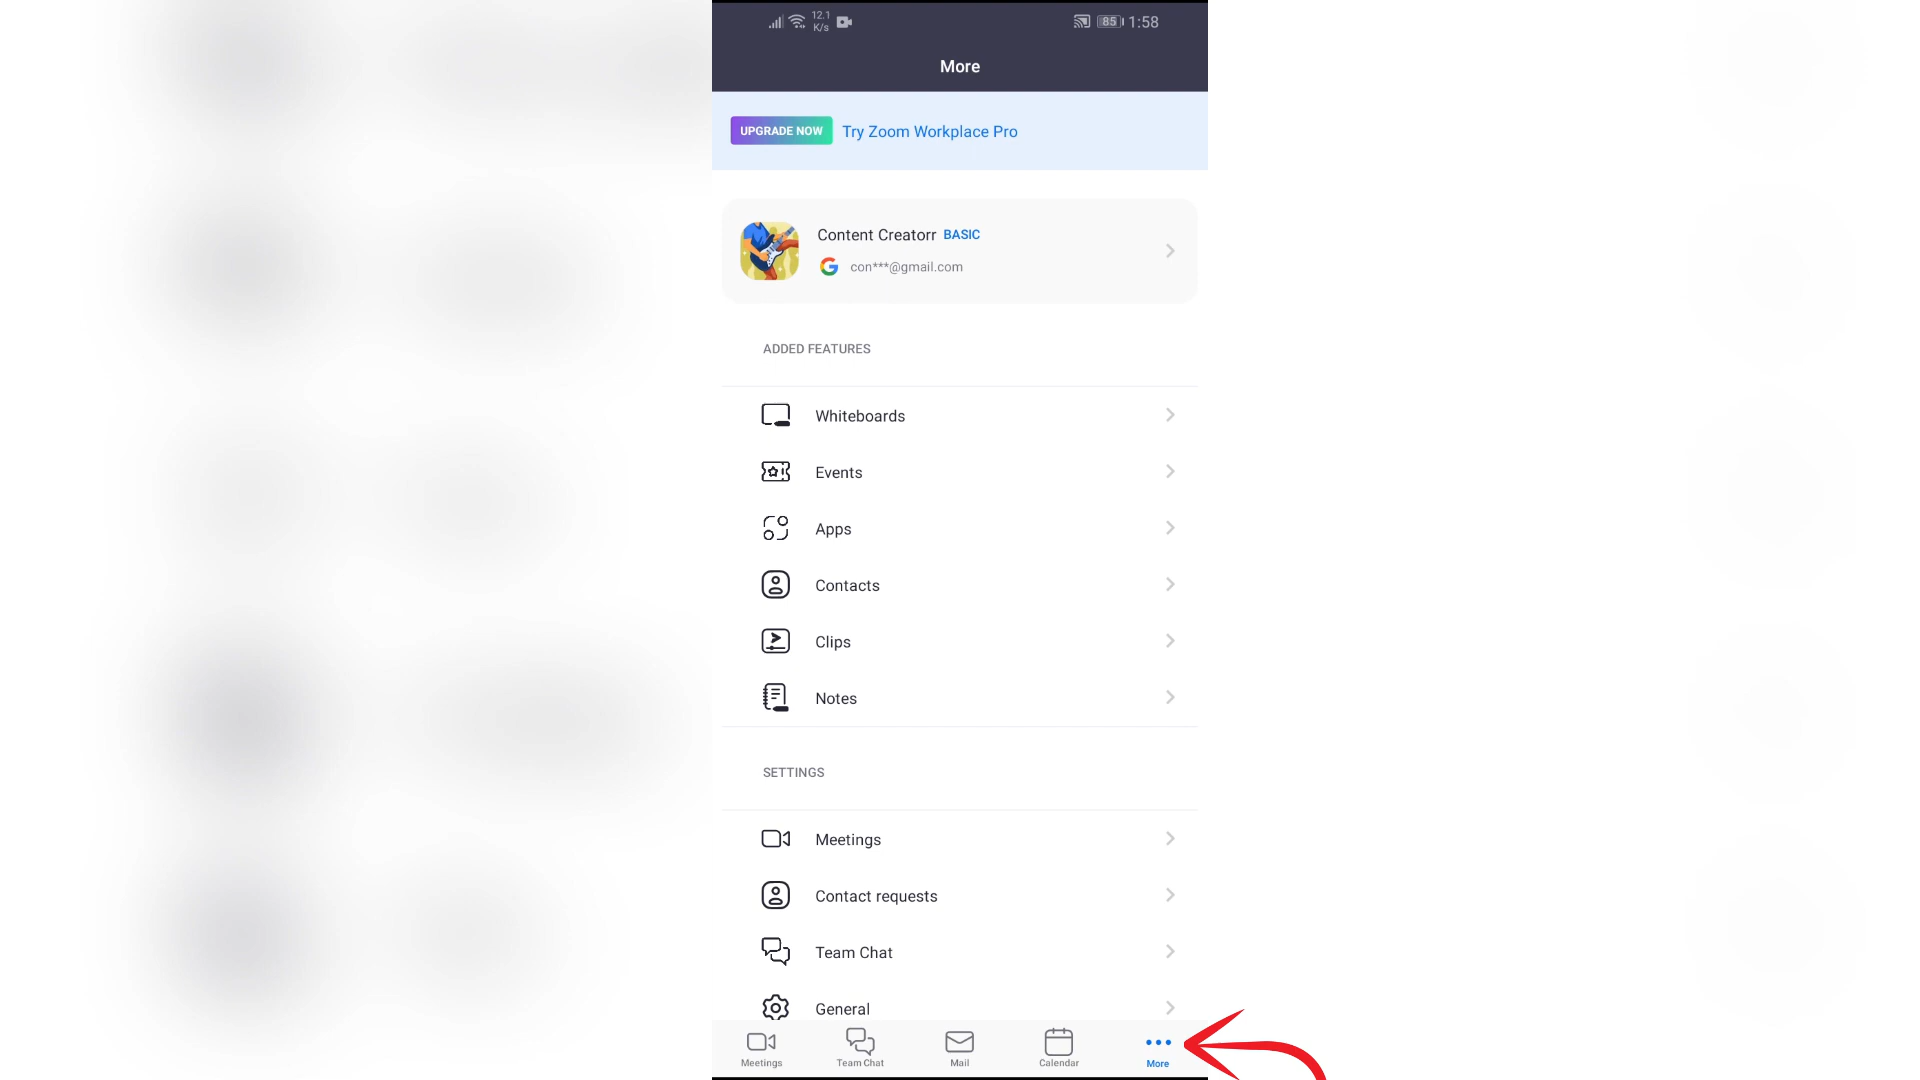 12.1
K/s
85
1:58
More
UPGRADE NOW
Try Zoom Workplace Pro
Content Creatorr BASIC
con***@gmail.com
ADDED FEATURES
Whiteboards
Events
Apps
Contacts
Clips
Notes
SETTINGS
Meetings
Contact requests
Team Chat
General
Meetings
Team Chat
Mail
Calendar
More